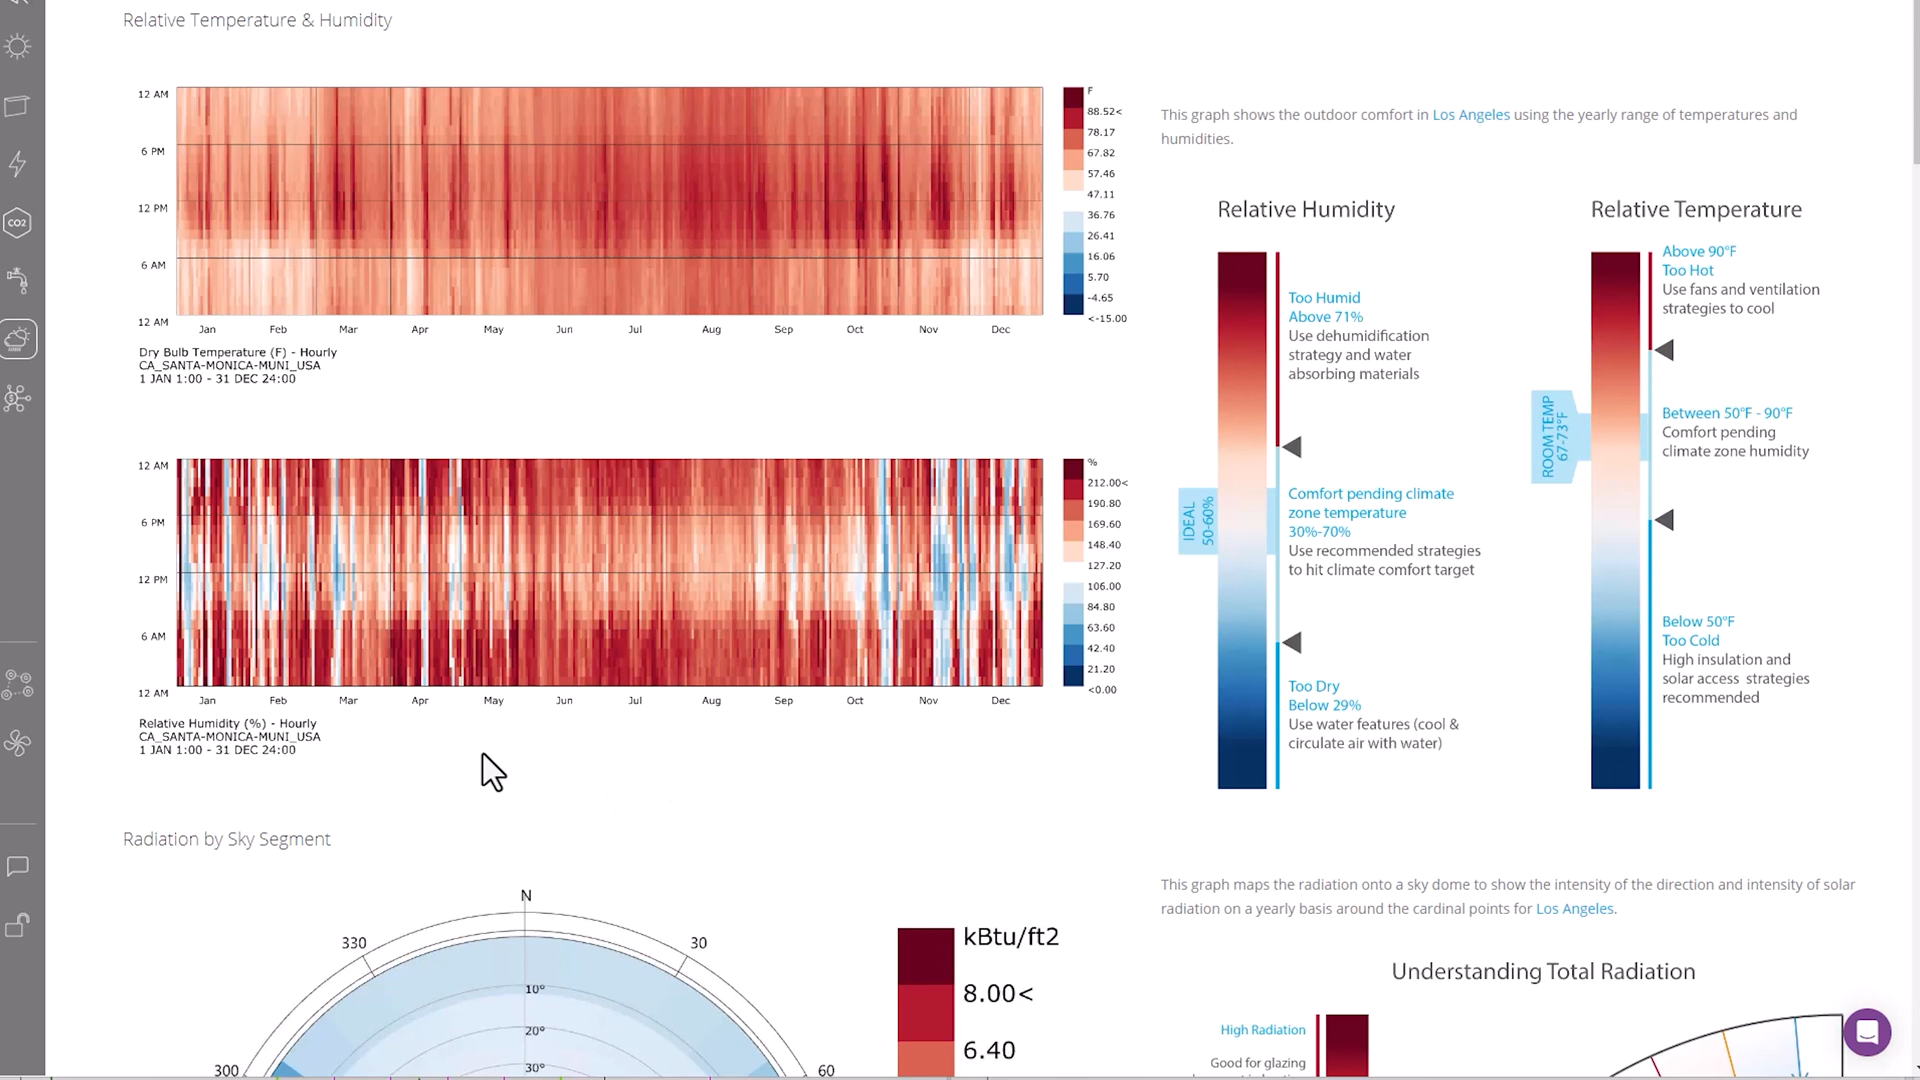 Relative Temperature & Humidity
12 AM
6 PM
12 PM
6 AM
12 AM
Jan Feb Mar Apr May Jun Jul Aug Sep Oct Nov Dec
F
88.52<
78.17
67.82
57.46
47.11
36.76
26.41
16.06
5.70
-4.65
<-15.00
Dry Bulb Temperature (F) - Hourly
CA_SANTA-MONICA-MUNI_USA
1 JAN 1:00 - 31 DEC 24:00
12 AM
6 PM
12 PM
6 AM
12 AM
Jan Feb Mar Apr May Jun Jul Aug Sep Oct Nov Dec
%
212.00<
190.80
169.60
148.40
127.20
106.00
84.80
63.60
42.40
21.20
<0.00
Relative Humidity (%) - Hourly
CA_SANTA-MONICA-MUNI_USA
1 JAN 1:00 - 31 DEC 24:00
This graph shows the outdoor comfort in Los Angeles using the yearly range of temperatures and
humidities.
Relative Humidity
Too Humid
Above 71%
Use dehumidification
strategy and water
absorbing materials
IDEAL
50-60%
Comfort pending climate
zone temperature
30%-70%
Use recommended strategies
to hit climate comfort target
Too Dry
Below 29%
Use water features (cool &
circulate air with water)
Relative Temperature
Above 90°F
Too Hot
Use fans and ventilation
strategies to cool
ROOM TEMP
67-73°F
Between 50°F - 90°F
Comfort pending
climate zone humidity
Below 50°F
Too Cold
High insulation and
solar access strategies
recommended
CO2
Radiation by Sky Segment
N
330
30
300
60
10°
20°
30°
kBtu/ft2
8.00<
6.40
This graph maps the radiation onto a sky dome to show the intensity of the direction and intensity of solar
radiation on a yearly basis around the cardinal points for Los Angeles.
Understanding Total Radiation
High Radiation
Good for glazing